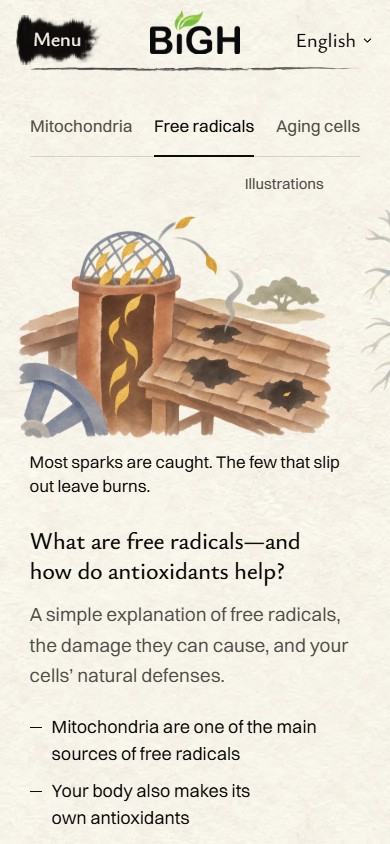 Menu
BiGH
English
Mitochondria
Free radicals
Aging cells
Illustrations
Most sparks are caught. The few that slip
out leave burns.
What are free radicals—and
how do antioxidants help?
A simple explanation of free radicals,
the damage they can cause, and your
cells’ natural defenses.
— Mitochondria are one of the main
sources of free radicals
— Your body also makes its
own antioxidants